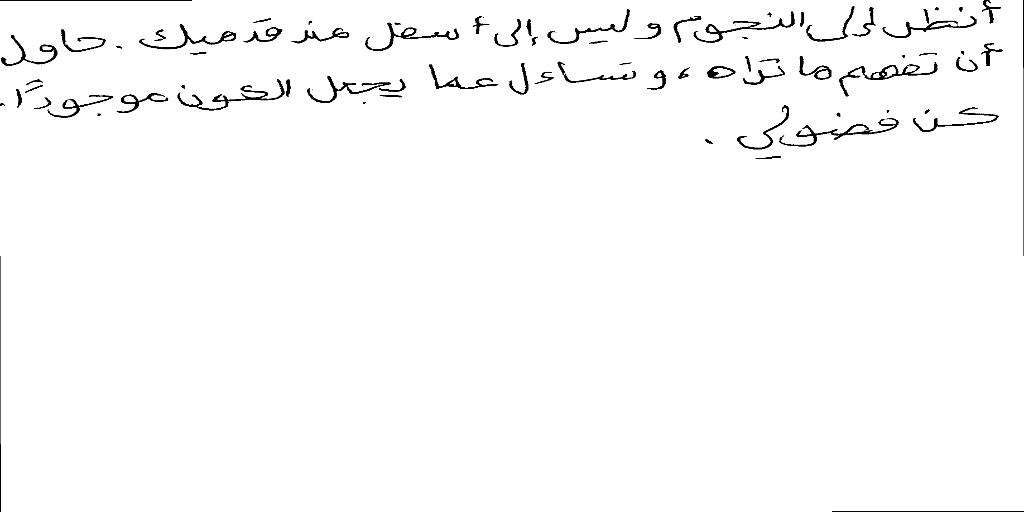 أنظر إلى النجوم وليس إلى أسفل عند قدميك . حاول
أن تفهم ما تراه ، وتساءل عما يجعل الكون موجودًا .
كن فضولي .